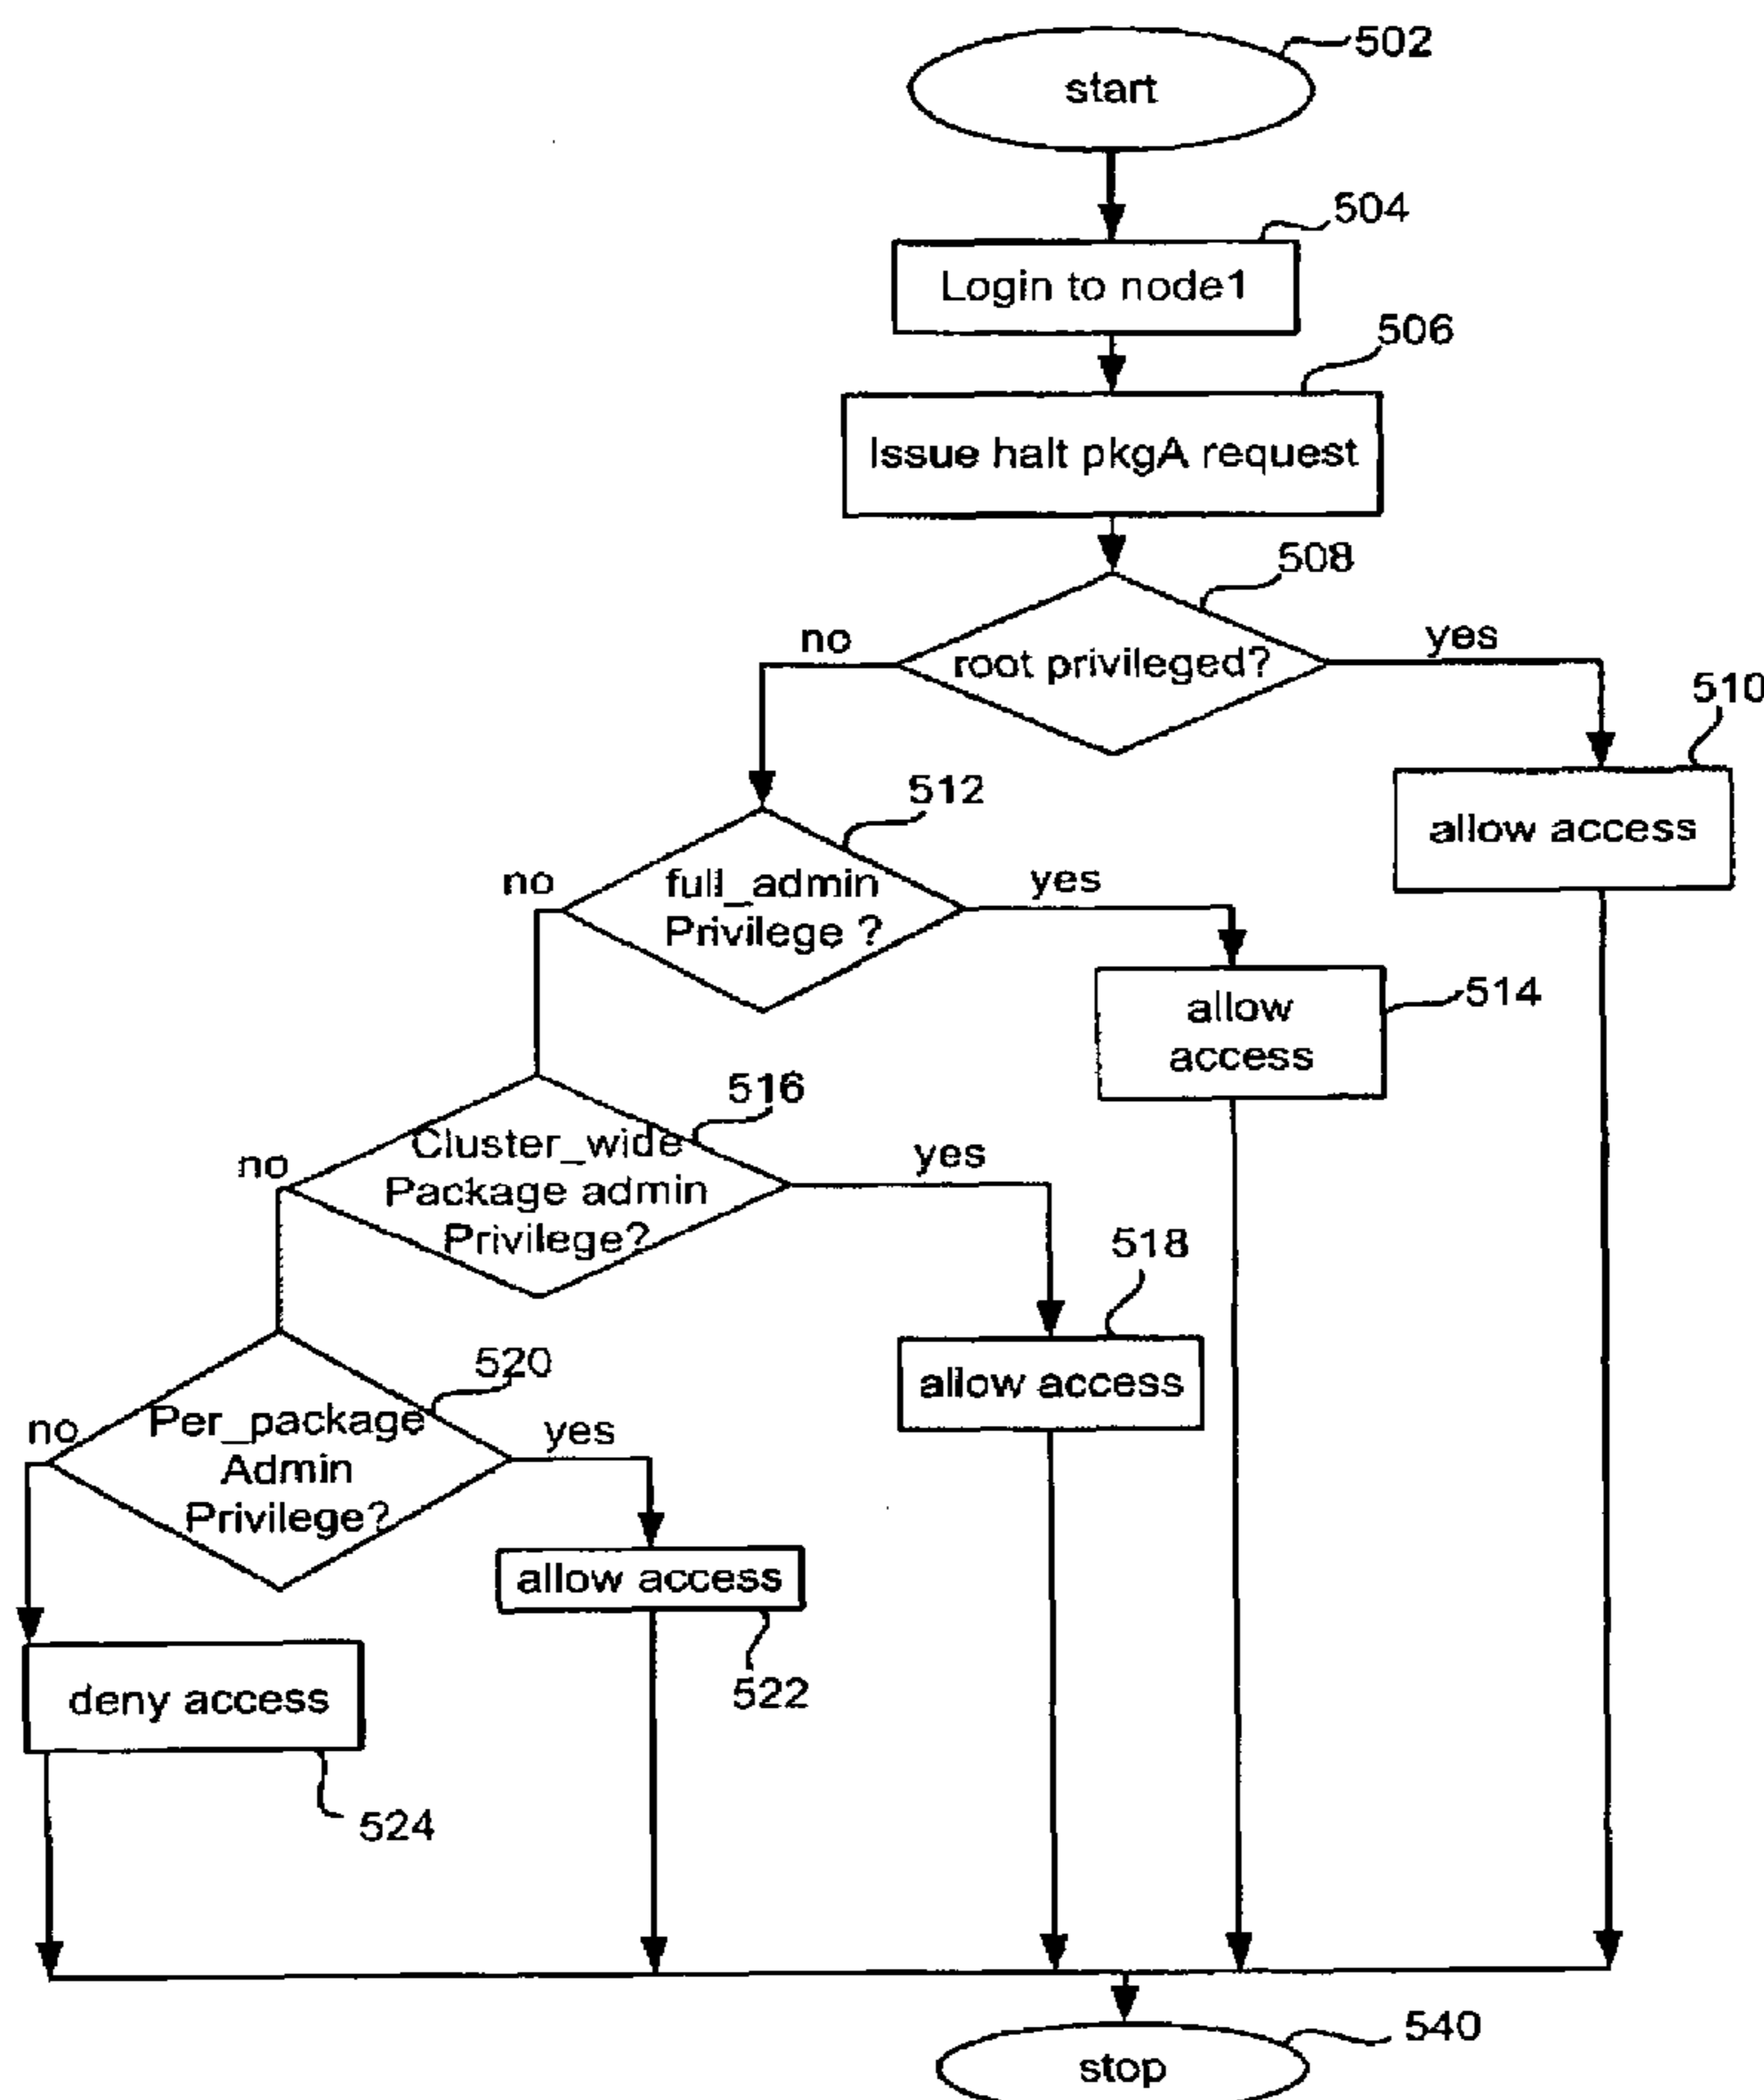 502
start
504
Login to node1
506
Issue halt pkgA request
508
no
root privileged?
yes
510
allow access
512
no
full_admin
Privilege ?
yes
514
allow
access
516
no
Cluster_wide
Package admin
Privilege?
yes
518
allow access
520
no
Per_package
Admin
Privilege?
yes
allow access
522
deny access
524
540
stop